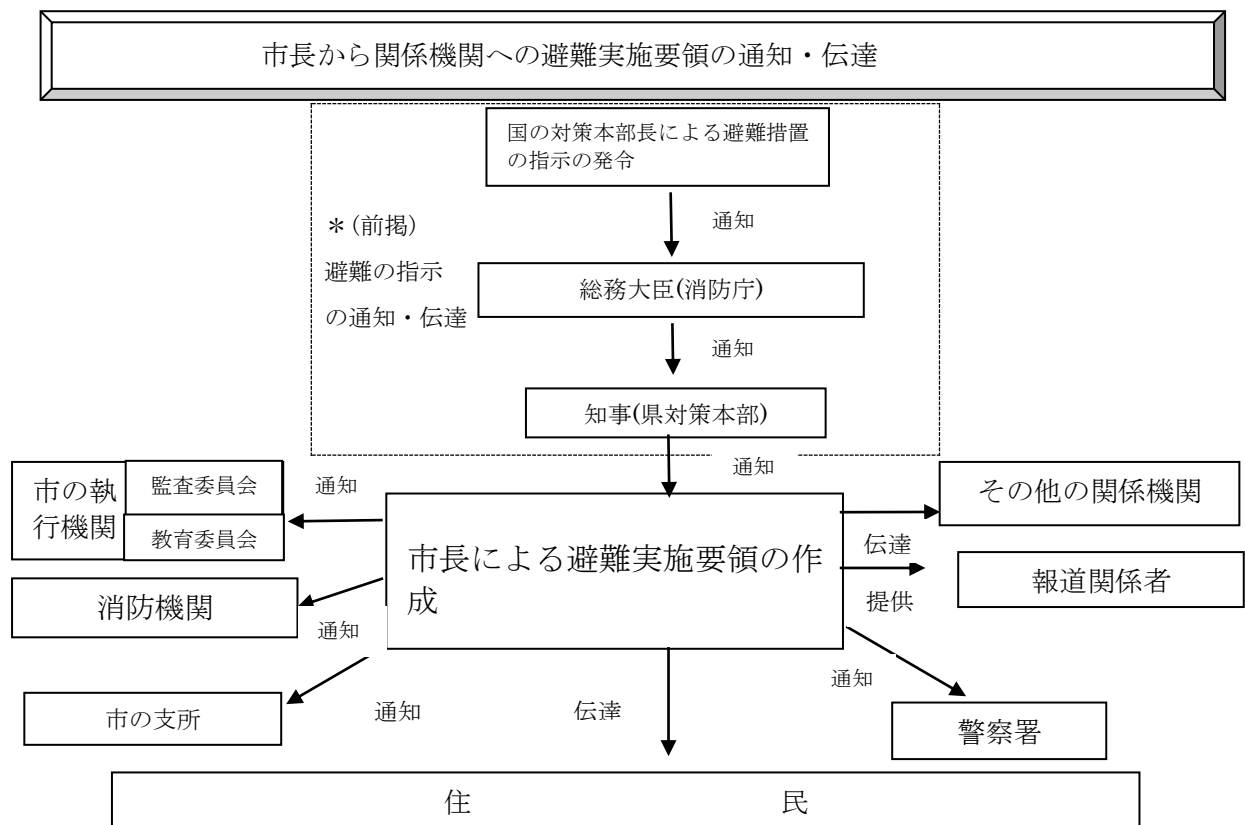 市長から関係機関への避難実施要領の通知・伝達
国の対策本部長による避難措置
の指示の発令
通知
＊(前掲)
避難の指示
の通知・伝達
総務大臣(消防庁)
通知
知事(県対策本部)
通知
市の執
行機関
監査委員会
教育委員会
通知
市長による避難実施要領の作
成
その他の関係機関
伝達
報道関係者
提供
消防機関
通知
市の支所
通知
伝達
通知
警察署
住　　　　　民